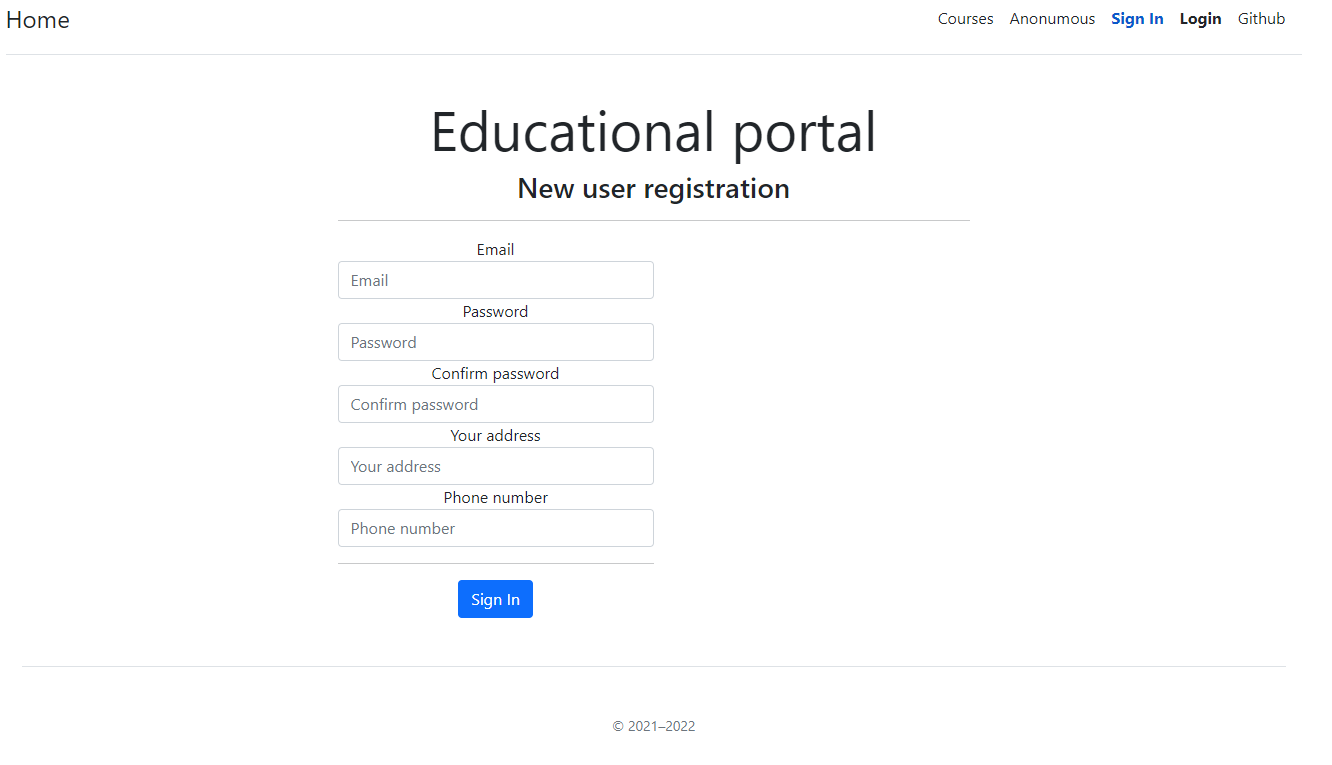 Home Courses Anonumous Sign In Login Github
Educational portal
New user registration
Email
Email
Password
Password
Confirm password
Confirm password
Your address
Your address
Phone number
Phone number
Sign In
© 2021–2022